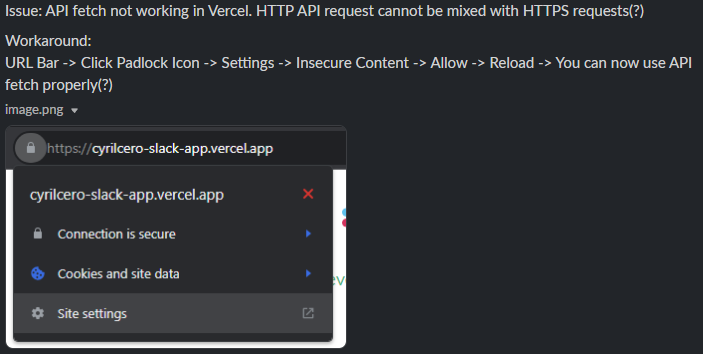 Issue: API fetch not working in Vercel. HTTP API request cannot be mixed with HTTPS requests(?)
Workaround:
URL Bar -> Click Padlock Icon -> Settings -> Insecure Content -> Allow -> Reload -> You can now use API
fetch properly(?)
image.png
https://cyrilcero-slack-app.vercel.app
cyrilcero-slack-app.vercel.app
Connection is secure
Cookies and site data
Site settings